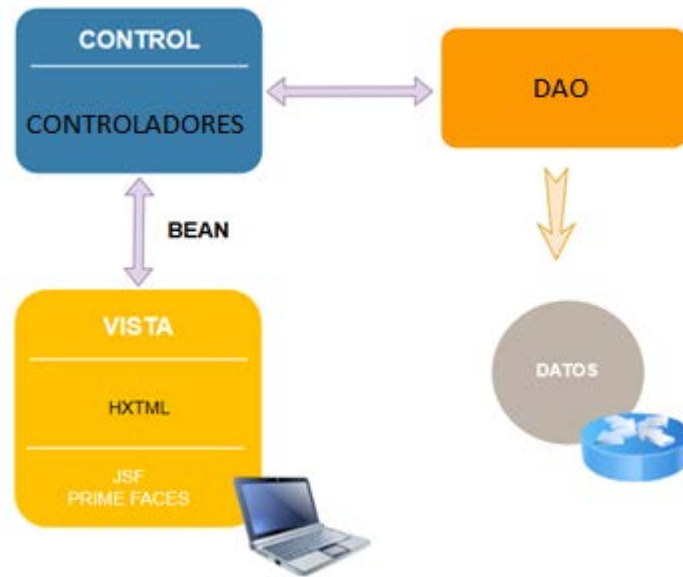 CONTROL
CONTROLADORES
DAO
BEAN
VISTA
HXTML
JSF
PRIME FACES
DATOS